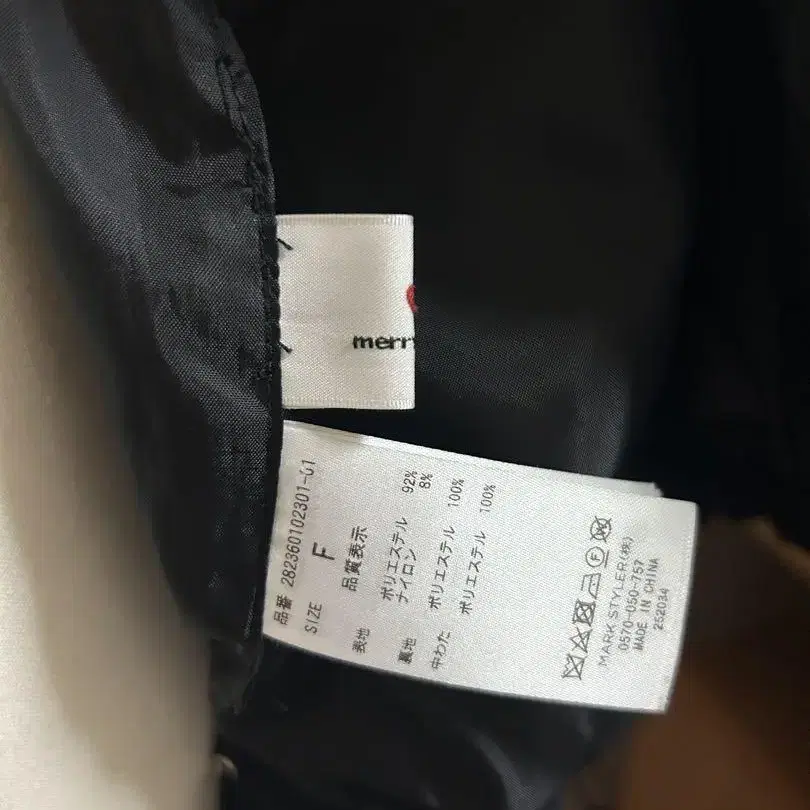 merry
品番 282360102301-01
SIZE F
品質表示
表地 ポリエステル 92%
ナイロン 8%
裏地 ポリエステル 100%
中わた ポリエステル 100%
MARK STYLER(株)
0570-050-757
MADE IN CHINA
252034